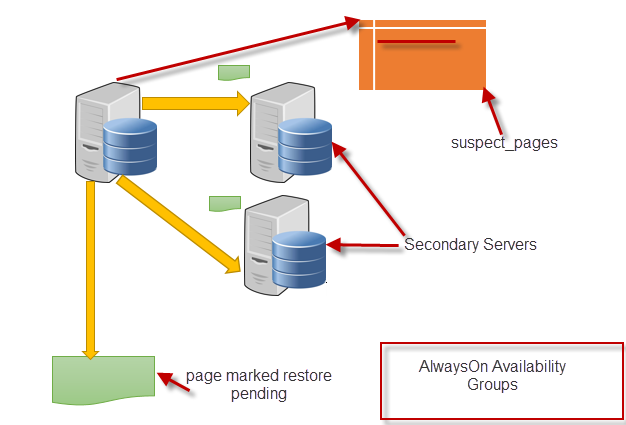 suspect_pages
Secondary Servers
page marked restore
pending
AlwaysOn Availability
Groups